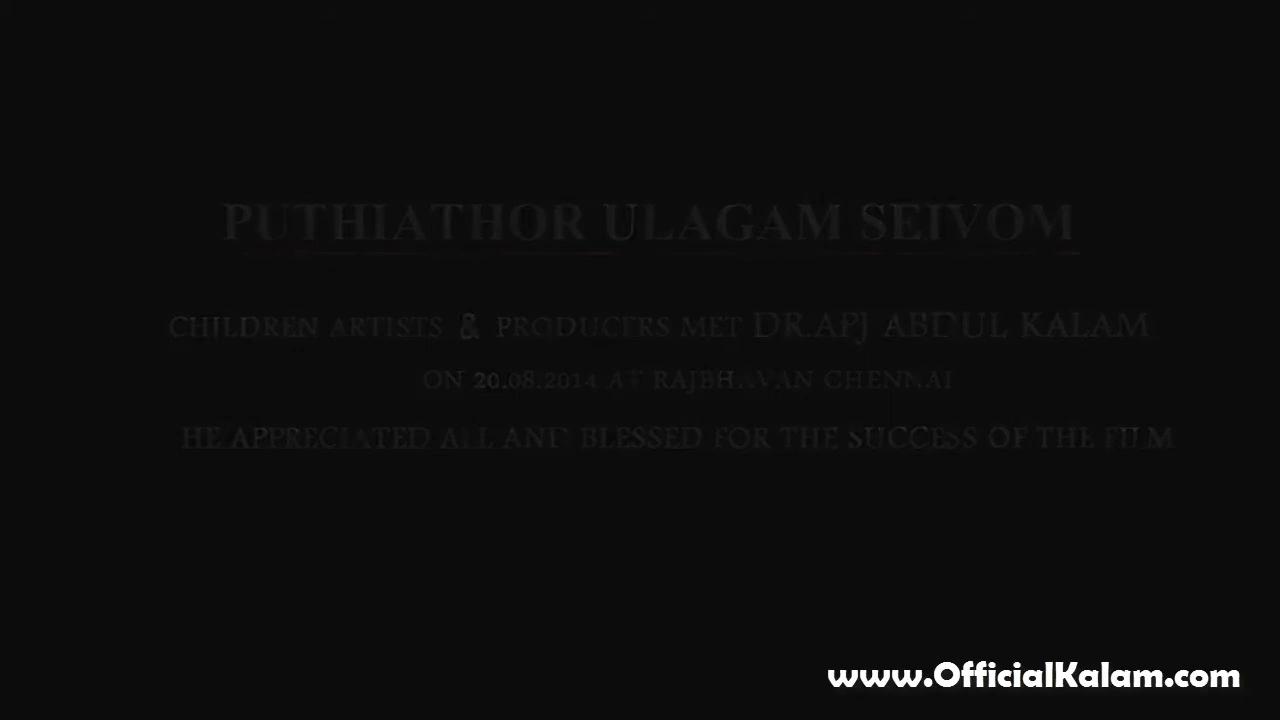 PUTHIATHOR ULAGAM SEIVOM
CHILDREN ARTISTS & PRODUCERS MET DR.APJ ABDUL KALAM
ON 20.08.2014 AT RAJBHAVAN CHENNAI
HE APPRECIATED ALL AND BLESSED FOR THE SUCCESS OF THE FILM
www.OfficialKalam.com